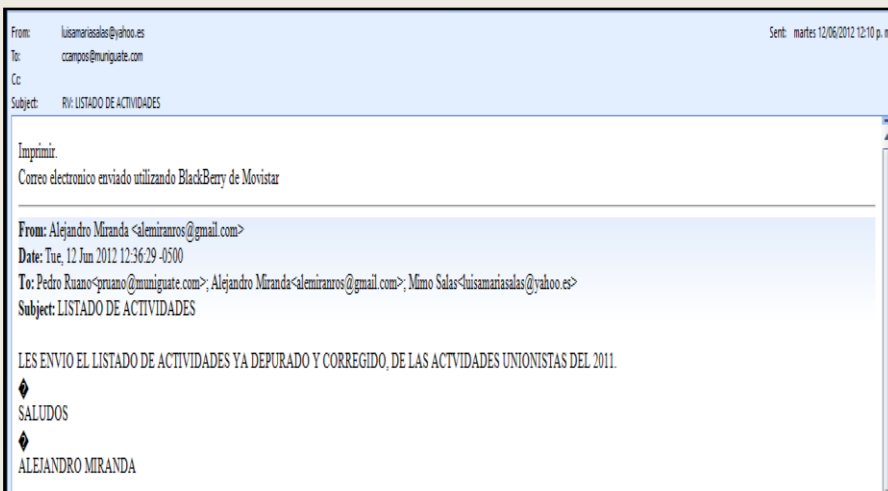 From: luisamariasalas@yahoo.es Sent: martes 12/06/2012 12:10 p. m
To: ccampos@muniguate.com
Cc
Subject: RV: LISTADO DE ACTIVIDADES
Imprimir.
Correo electronico enviado utilizando BlackBerry de Movistar
From: Alejandro Miranda <alemiranros@gmail.com>
Date: Tue, 12 Jun 2012 12:36:29 -0500
To: Pedro Ruano<pruano@muniguate.com>; Alejandro Miranda<alemiranros@gmail.com>; Mimo Salas<luisamariasalas@yahoo.es>
Subject: LISTADO DE ACTIVIDADES
LES ENVIO EL LISTADO DE ACTIVIDADES YA DEPURADO Y CORREGIDO, DE LAS ACTVIDADES UNIONISTAS DEL 2011.
�
SALUDOS
�
ALEJANDRO MIRANDA